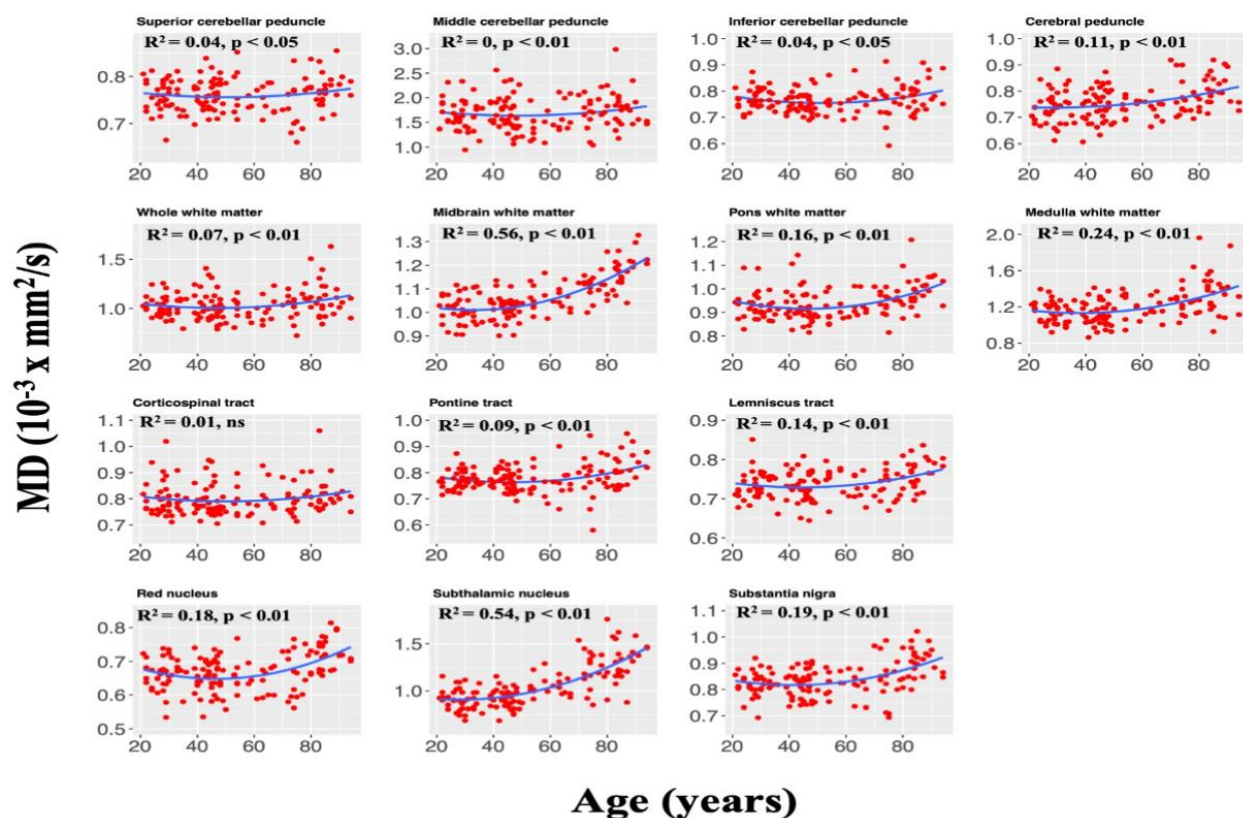 Superior cerebellar peduncle
R² = 0.04, p < 0.05
0.8
0.7
20 40 60 80
Middle cerebellar peduncle
R² = 0, p < 0.01
3.0
2.5
2.0
1.5
1.0
20 40 60 80
Inferior cerebellar peduncle
R² = 0.04, p < 0.05
1.0
0.9
0.8
0.7
0.6
20 40 60 80
Cerebral peduncle
R² = 0.11, p < 0.01
1.0
0.9
0.8
0.7
0.6
20 40 60 80
Whole white matter
R² = 0.07, p < 0.01
1.5
1.0
20 40 60 80
Midbrain white matter
R² = 0.56, p < 0.01
1.3
1.2
1.1
1.0
0.9
20 40 60 80
Pons white matter
R² = 0.16, p < 0.01
1.2
1.1
1.0
0.9
0.8
20 40 60 80
Medulla white matter
R² = 0.24, p < 0.01
2.0
1.6
1.2
0.8
20 40 60 80
Corticospinal tract
R² = 0.01, ns
1.1
1.0
0.9
0.8
0.7
20 40 60 80
Pontine tract
R² = 0.09, p < 0.01
1.0
0.9
0.8
0.7
0.6
20 40 60 80
Lemniscus tract
R² = 0.14, p < 0.01
0.9
0.8
0.7
0.6
20 40 60 80
Red nucleus
R² = 0.18, p < 0.01
0.8
0.7
0.6
0.5
20 40 60 80
Subthalamic nucleus
R² = 0.54, p < 0.01
1.5
1.0
20 40 60 80
Substantia nigra
R² = 0.19, p < 0.01
1.1
1.0
0.9
0.8
0.7
20 40 60 80
MD (10⁻³ x mm²/s)
Age (years)